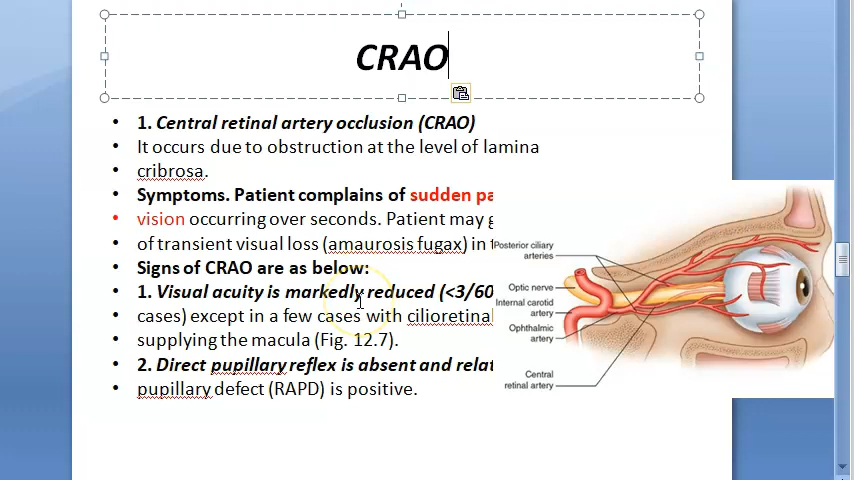 CRAO
• 1. Central retinal artery occlusion (CRAO)
• It occurs due to obstruction at the level of lamina
• cribrosa.
• Symptoms. Patient complains of sudden pa
• vision occurring over seconds. Patient may g
• of transient visual loss (amaurosis fugax) in
• Signs of CRAO are as below:
• 1. Visual acuity is markedly reduced (<3/60
• cases) except in a few cases with cilioretinal
• supplying the macula (Fig. 12.7).
• 2. Direct pupillary reflex is absent and relat
• pupillary defect (RAPD) is positive.
Posterior ciliary
arteries
Optic nerve
Internal carotid
artery
Ophthalmic
artery
Central
retinal artery